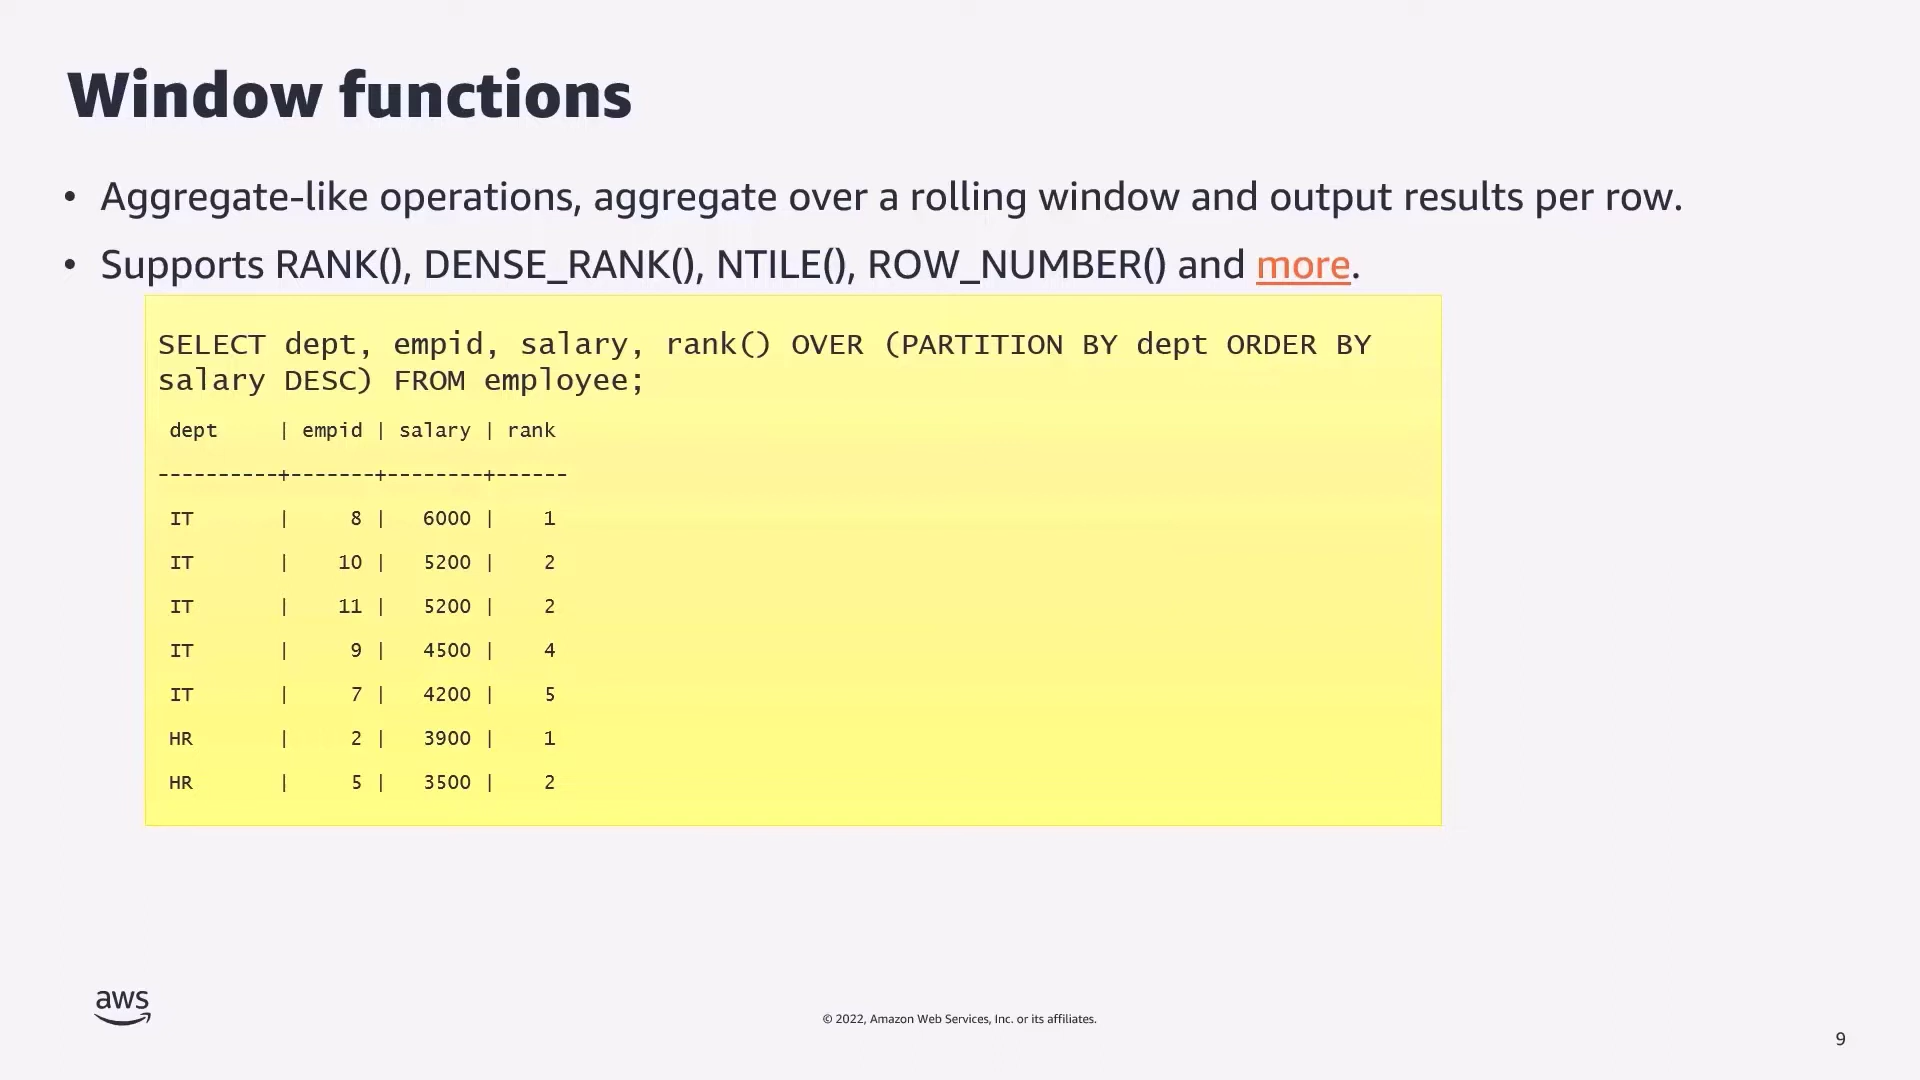 Window functions
• Aggregate-like operations, aggregate over a rolling window and output results per row.
• Supports RANK(), DENSE_RANK(), NTILE(), ROW_NUMBER() and more.
SELECT dept, empid, salary, rank() OVER (PARTITION BY dept ORDER BY
salary DESC) FROM employee;
dept | empid | salary | rank
----------+-------+--------+------
IT | 8 | 6000 | 1
IT | 10 | 5200 | 2
IT | 11 | 5200 | 2
IT | 9 | 4500 | 4
IT | 7 | 4200 | 5
HR | 2 | 3900 | 1
HR | 5 | 3500 | 2
aws
© 2022, Amazon Web Services, Inc. or its affiliates.
9